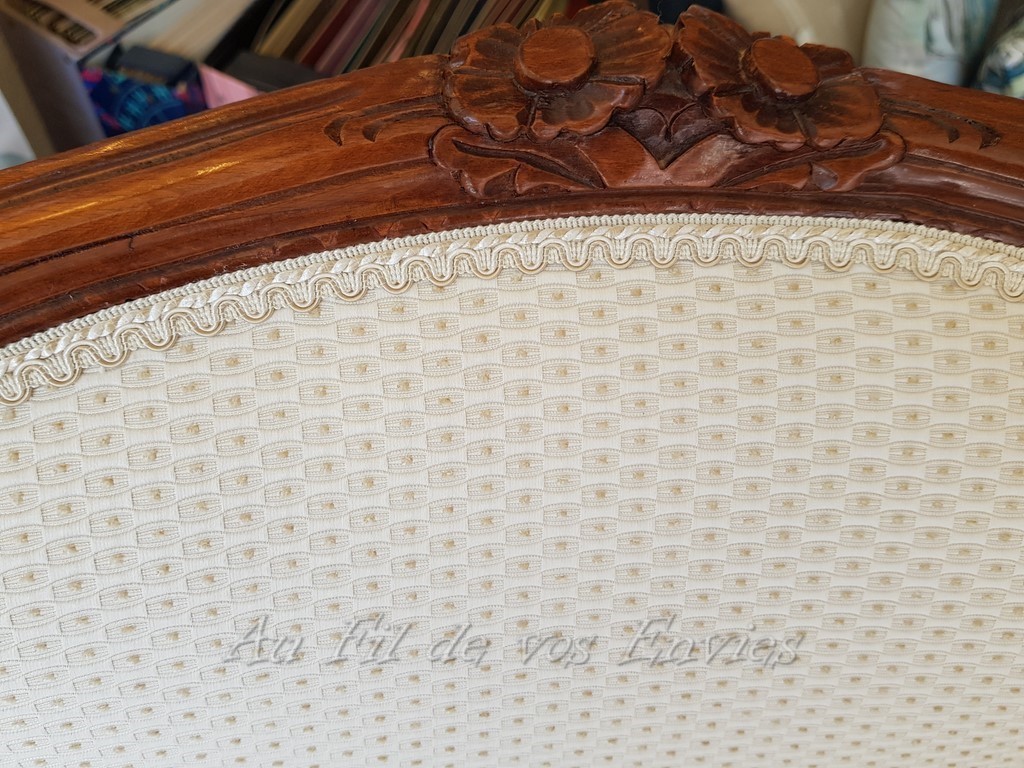 Au Fil de vos Envies